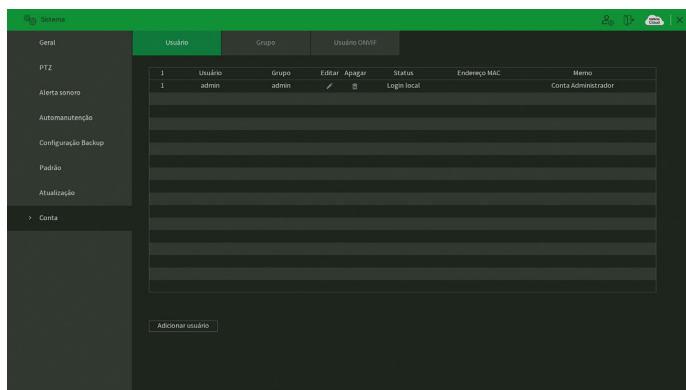 Sistema
Geral
PTZ
Alerta sonoro
Automanutenção
Configuração Backup
Padrão
Atualização
> Conta
Usuário Grupo Usuário ONVIF
1 Usuário Grupo Editar Apagar Status Endereço MAC Memo
1 admin admin Login local Conta Administrador
Adicionar usuário